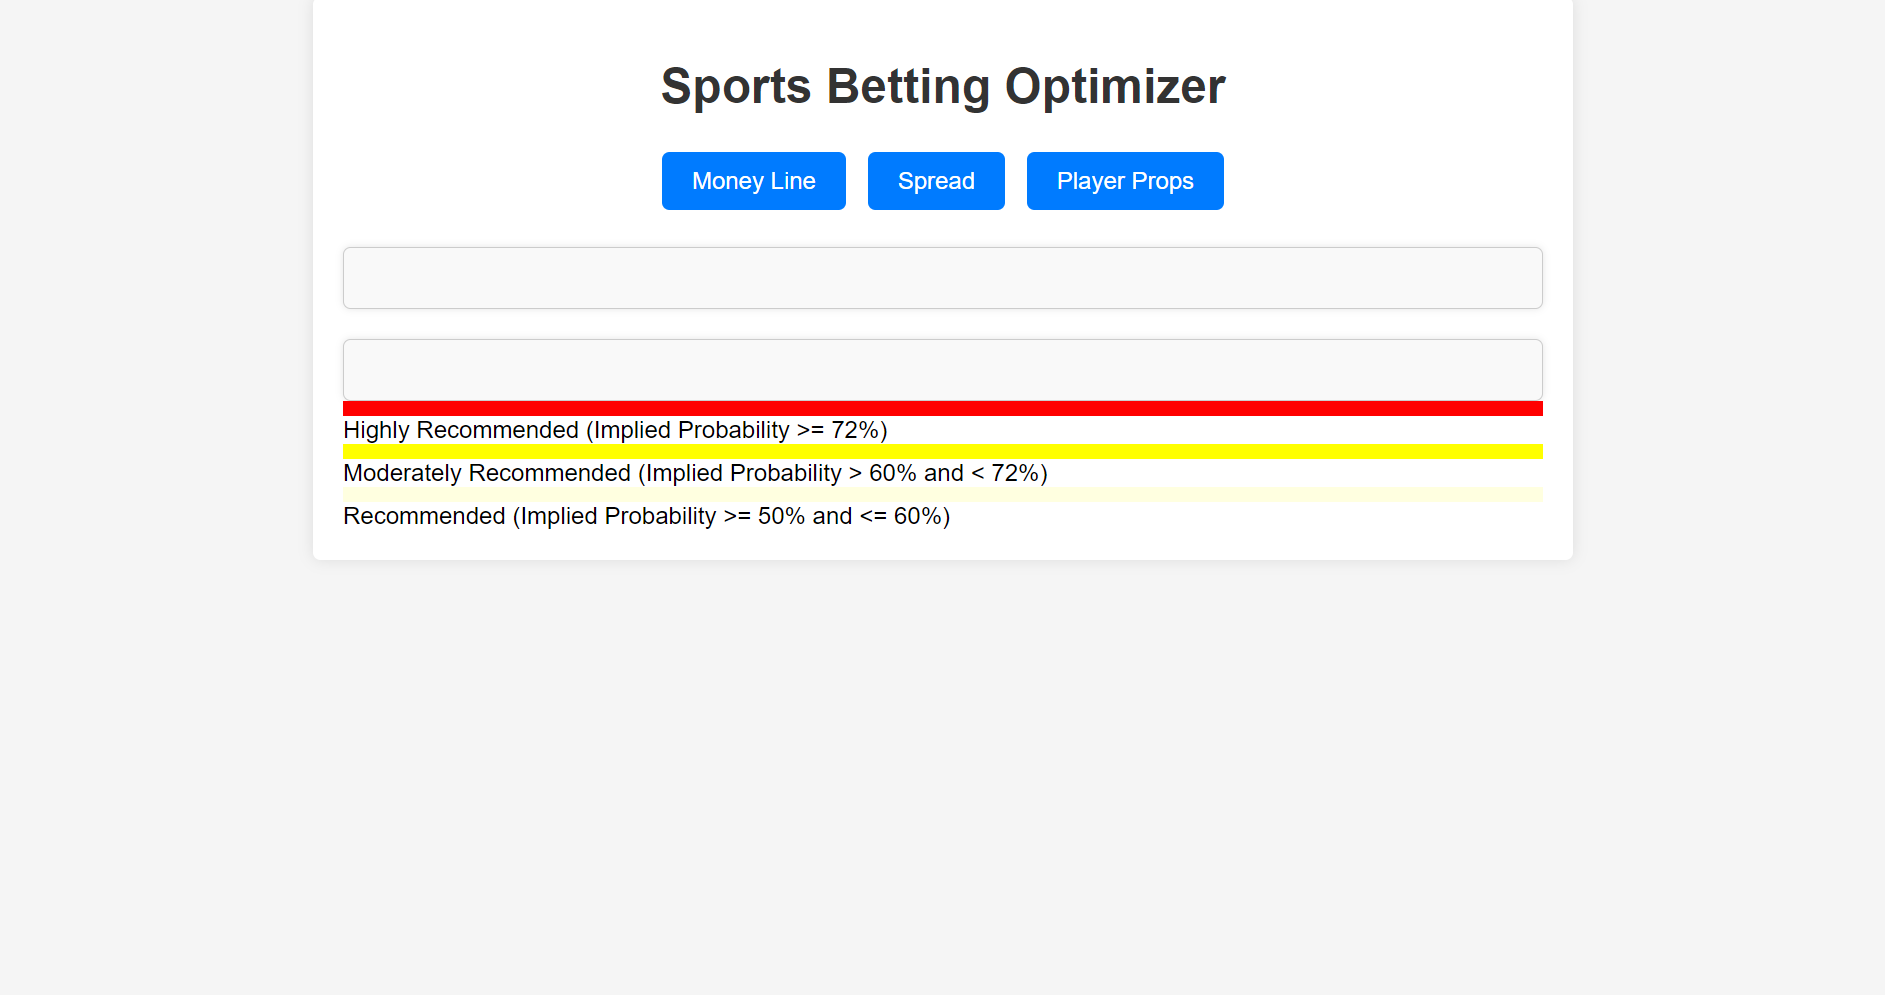 Sports Betting Optimizer
Money Line Spread Player Props
Highly Recommended (Implied Probability >= 72%)
Moderately Recommended (Implied Probability > 60% and < 72%)
Recommended (Implied Probability >= 50% and <= 60%)